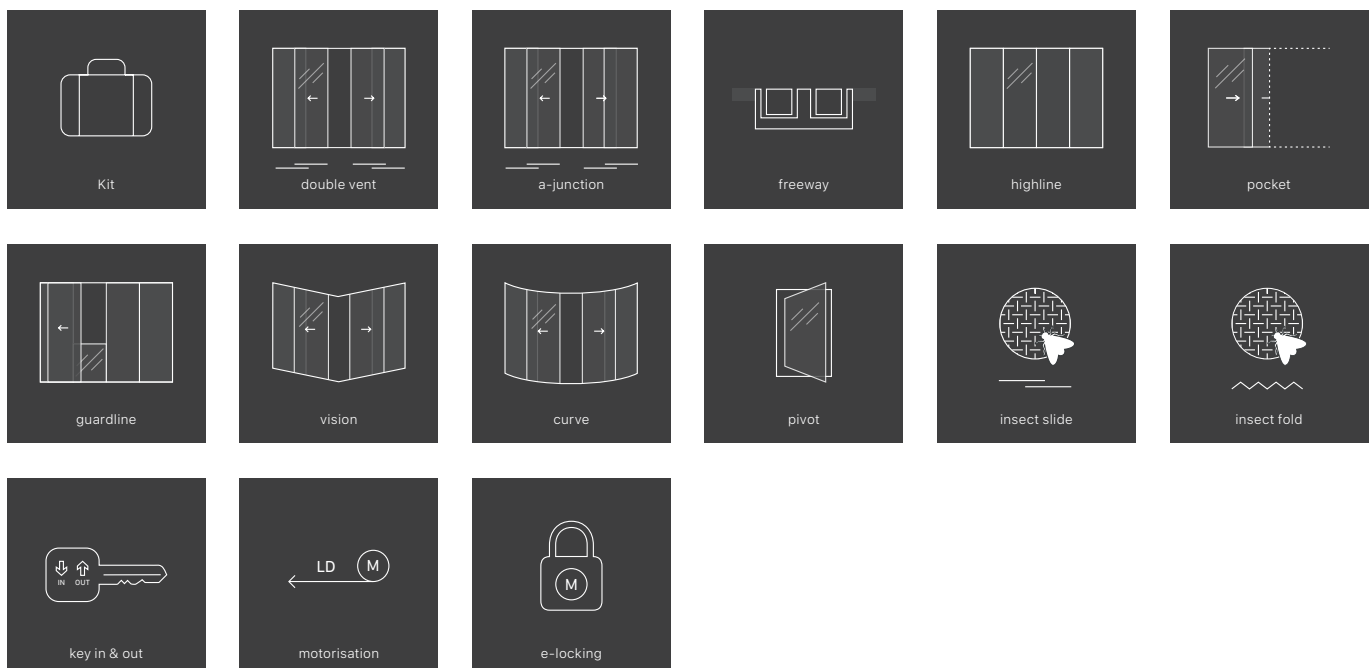 Kit
double vent
a-junction
freeway
highline
pocket
guardline
vision
curve
pivot
insect slide
insect fold
IN OUT
key in & out
LD M
motorisation
M
e-locking